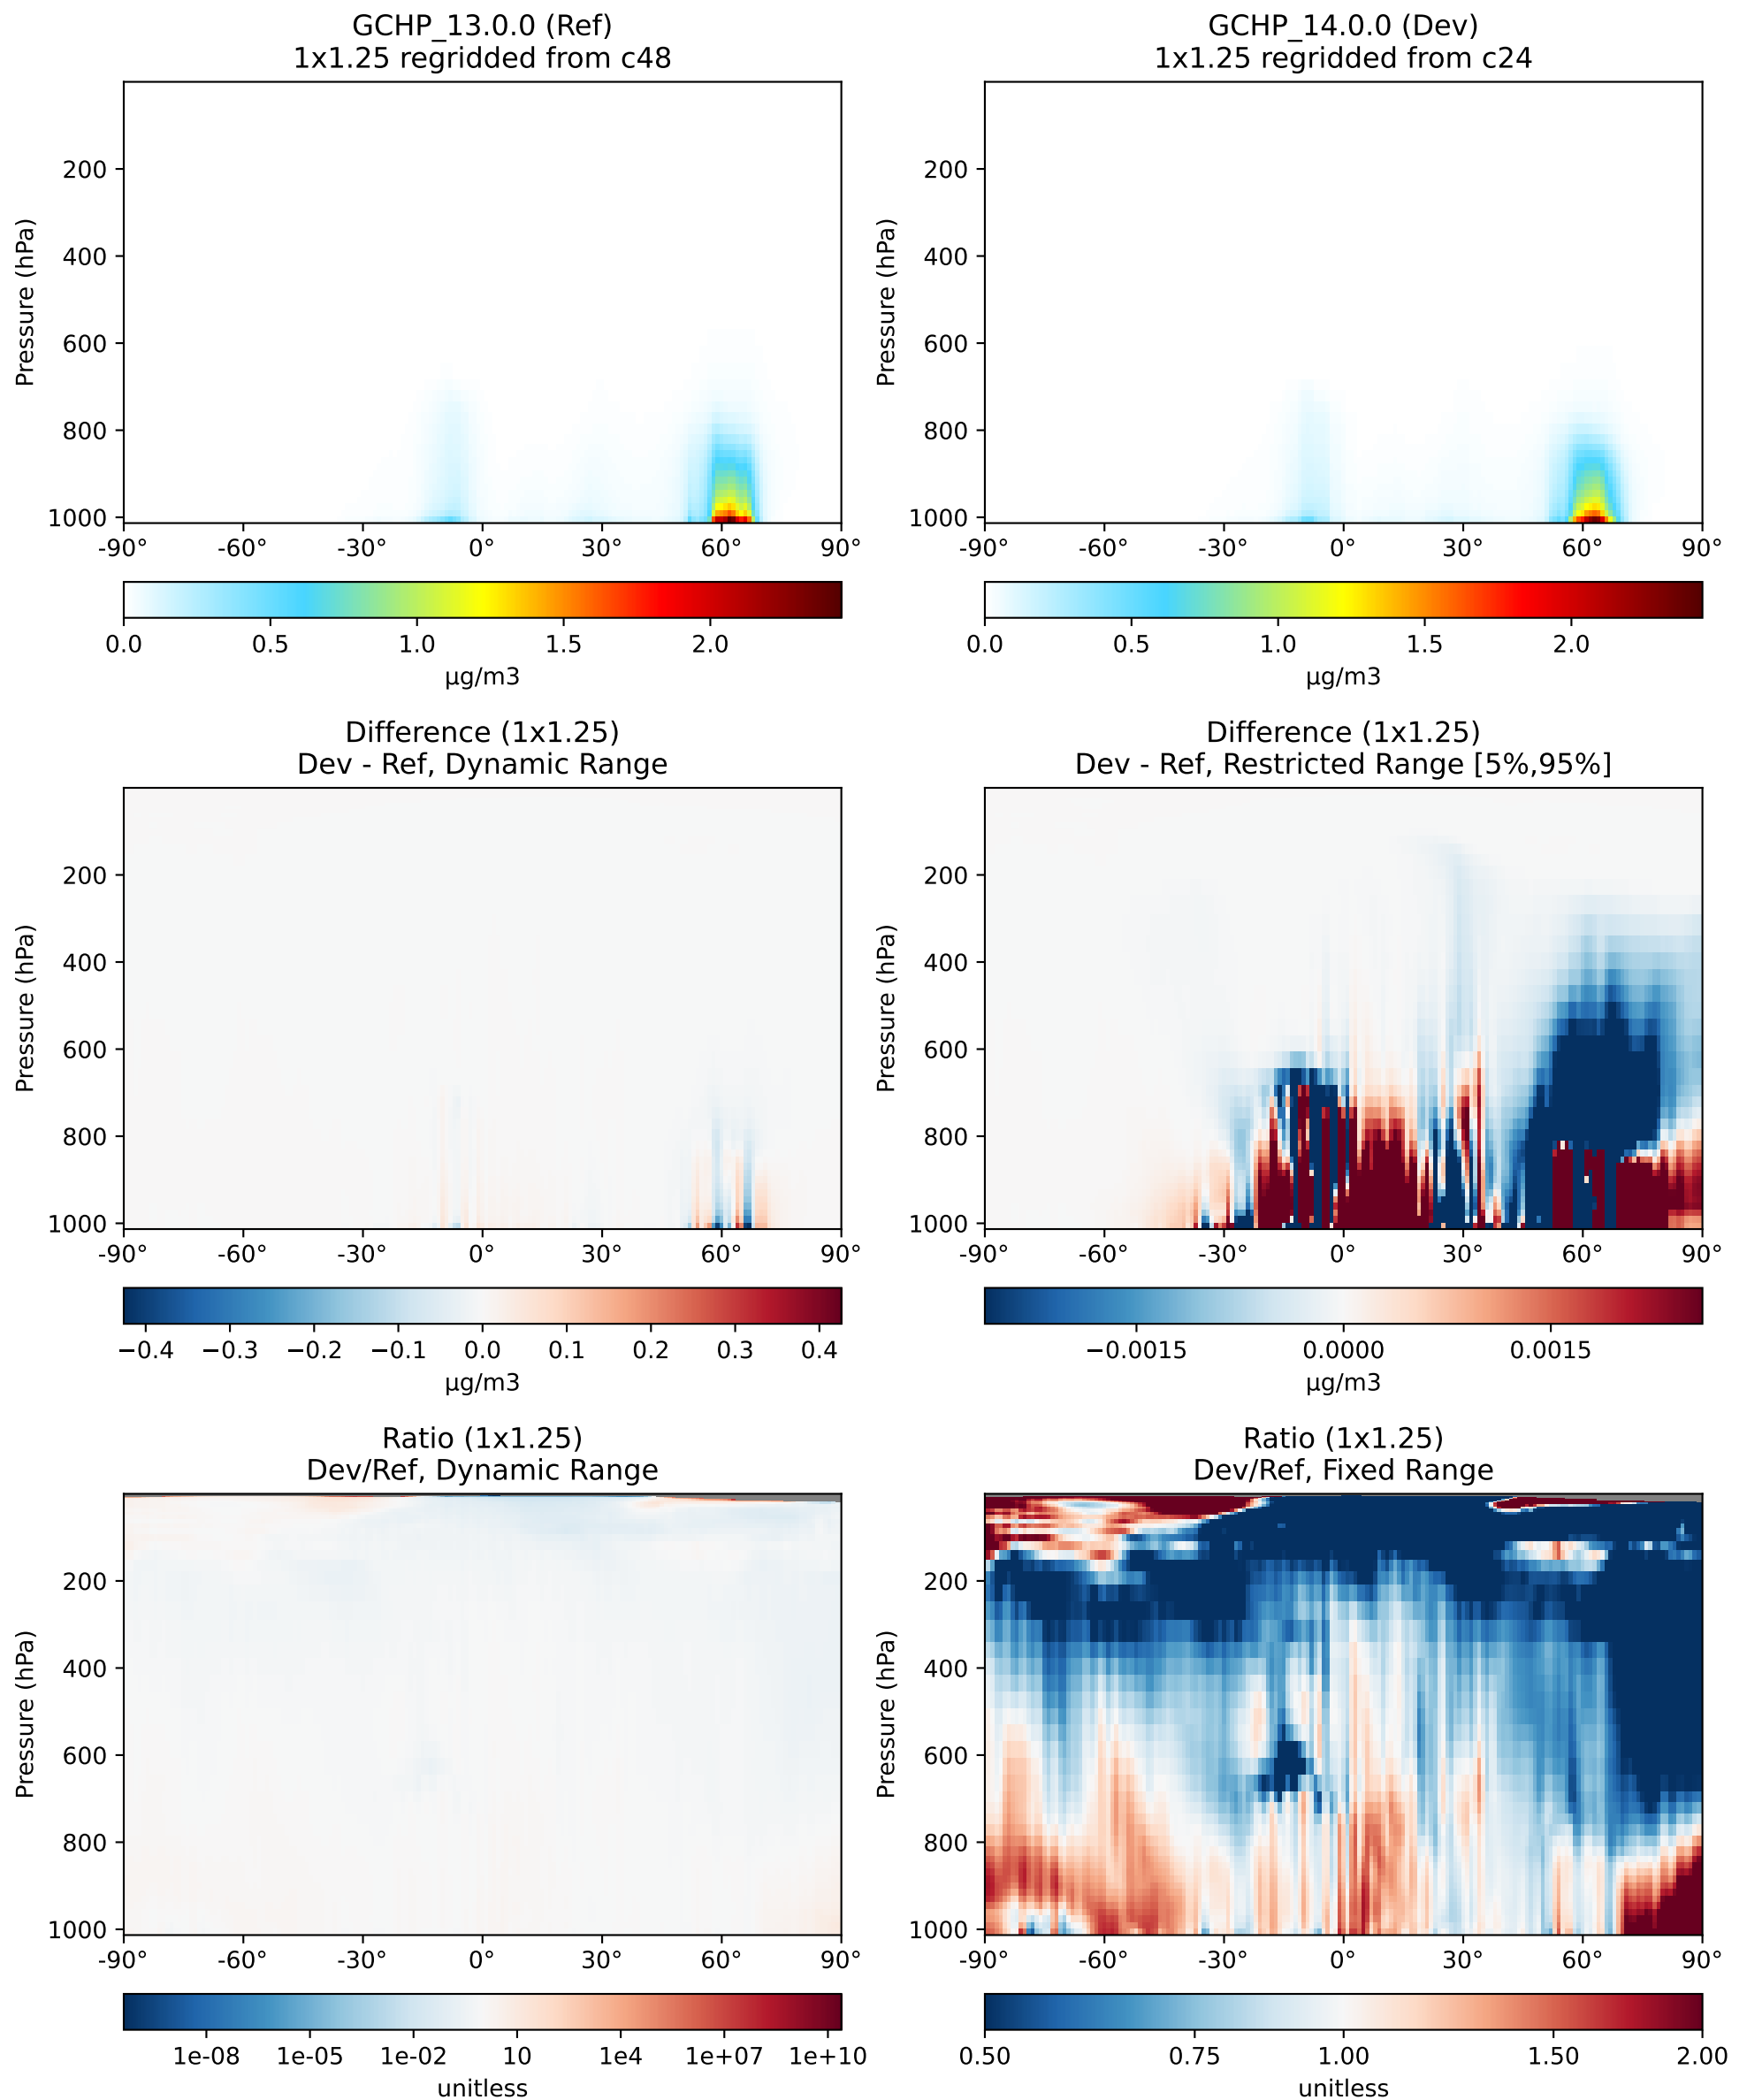 GCHP_13.0.0 (Ref)
1x1.25 regridded from c48
Pressure (hPa)
200
400
600
800
1000
-90° -60° -30° 0° 30° 60° 90°
0.0 0.5 1.0 1.5 2.0
μg/m3
GCHP_14.0.0 (Dev)
1x1.25 regridded from c24
Pressure (hPa)
200
400
600
800
1000
-90° -60° -30° 0° 30° 60° 90°
0.0 0.5 1.0 1.5 2.0
μg/m3
Difference (1x1.25)
Dev - Ref, Dynamic Range
Pressure (hPa)
200
400
600
800
1000
-90° -60° -30° 0° 30° 60° 90°
−0.4 −0.3 −0.2 −0.1 0.0 0.1 0.2 0.3 0.4
μg/m3
Difference (1x1.25)
Dev - Ref, Restricted Range [5%,95%]
Pressure (hPa)
200
400
600
800
1000
-90° -60° -30° 0° 30° 60° 90°
−0.0015 0.0000 0.0015
μg/m3
Ratio (1x1.25)
Dev/Ref, Dynamic Range
Pressure (hPa)
200
400
600
800
1000
-90° -60° -30° 0° 30° 60° 90°
1e-08 1e-05 1e-02 10 1e+4 1e+07 1e+10
unitless
Ratio (1x1.25)
Dev/Ref, Fixed Range
Pressure (hPa)
200
400
600
800
1000
-90° -60° -30° 0° 30° 60° 90°
0.50 0.75 1.00 1.50 2.00
unitless